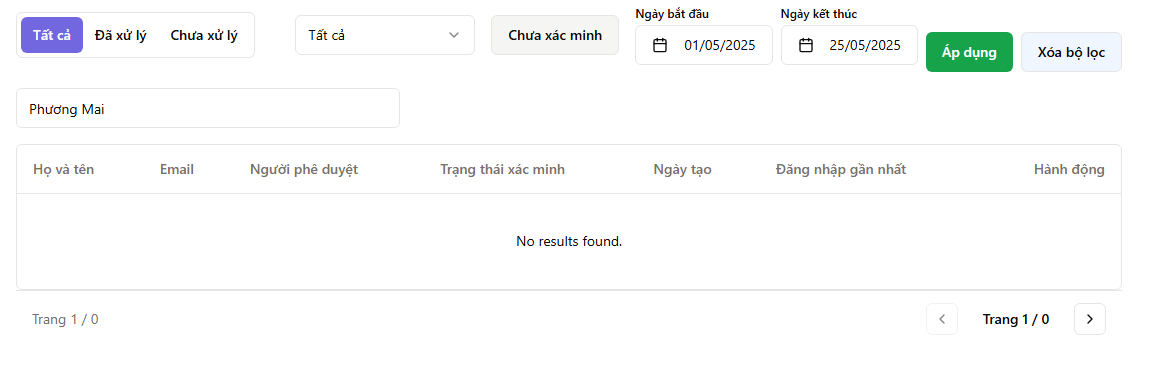 Ngày bắt đầu Ngày kết thúc
Tất cả Đã xử lý Chưa xử lý Tất cả Chưa xác minh 01/05/2025 25/05/2025 Áp dụng Xóa bộ lọc
Phương Mai
Họ và tên Email Người phê duyệt Trạng thái xác minh Ngày tạo Đăng nhập gần nhất Hành động
No results found.
Trang 1 / 0 Trang 1 / 0